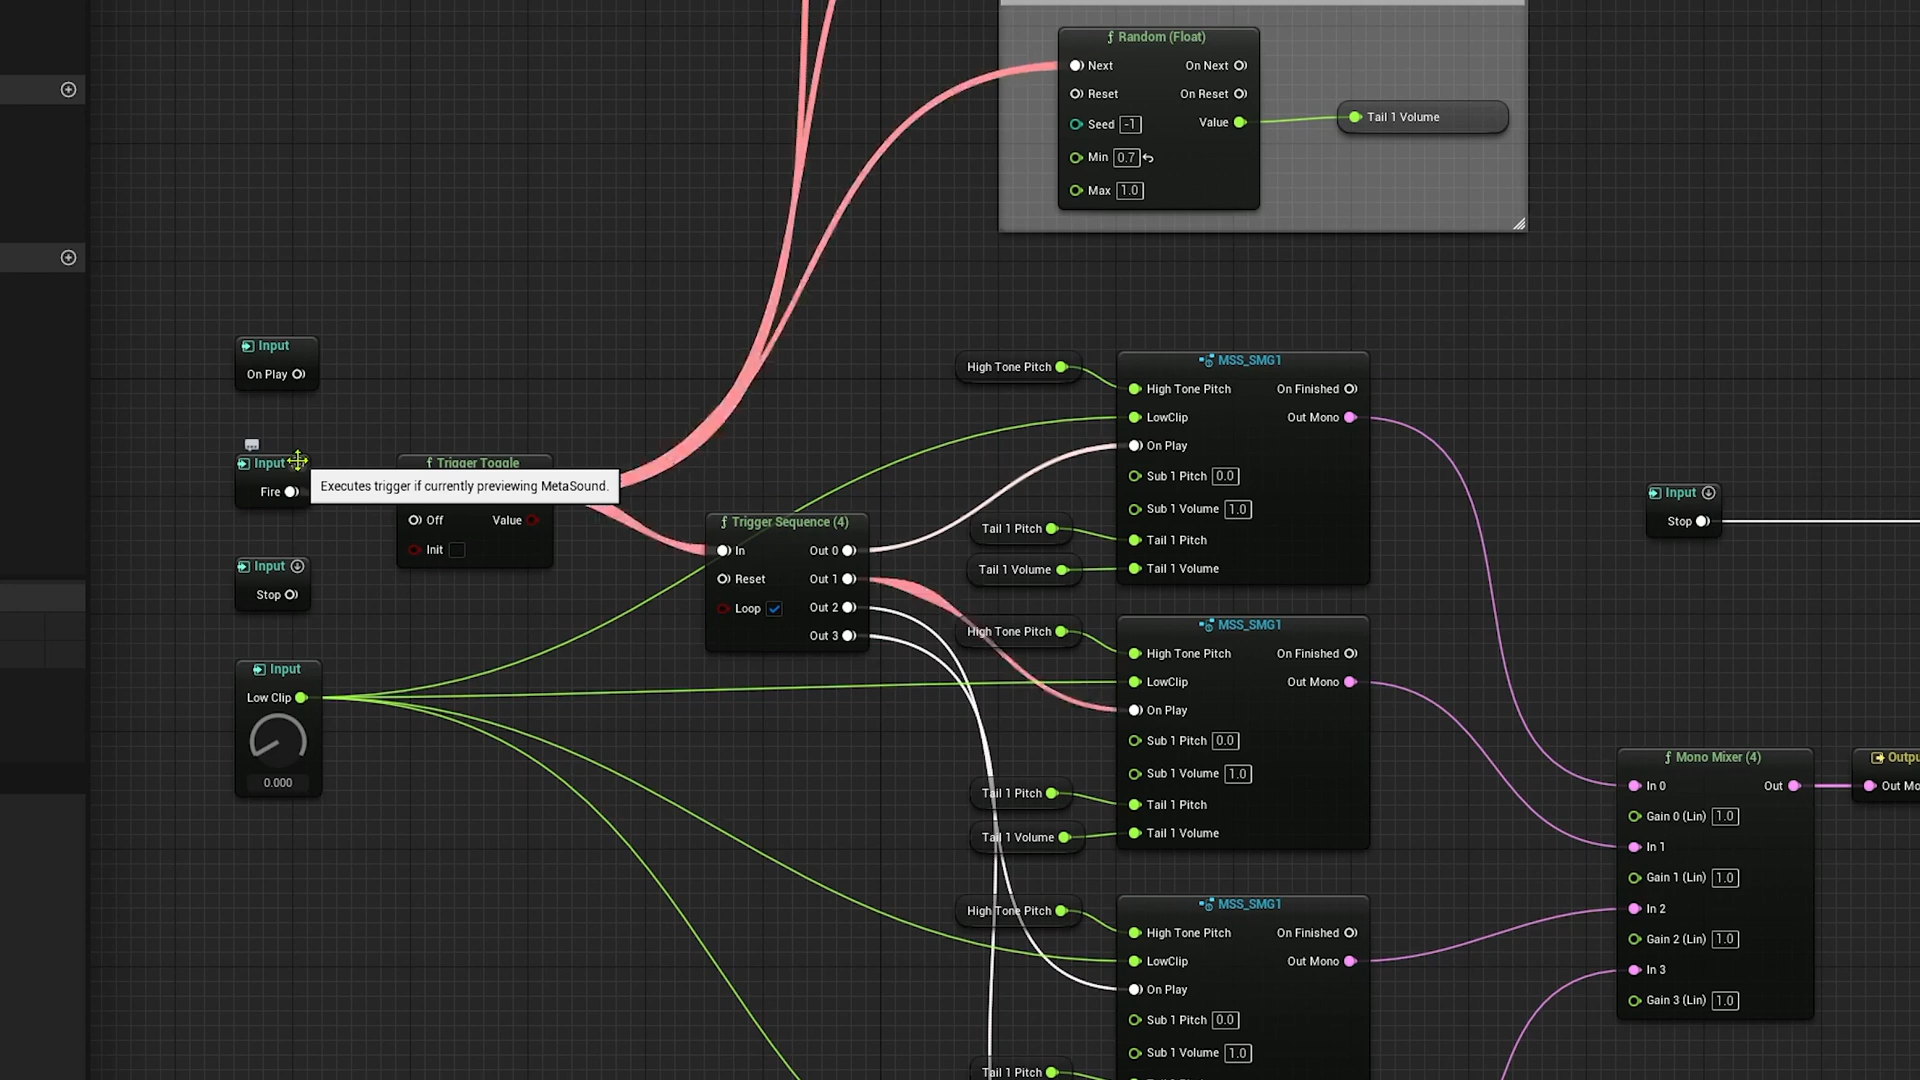 Random (Float)
Next
On Next
Reset
On Reset
Seed -1
Value
Tail 1 Volume
Min 0.7
Max 1.0
Input
On Play
Input
Fire
Trigger Toggle
Executes trigger if currently previewing MetaSound.
Off
Value
Init
Input
Stop
Input
Low Clip
0.000
Trigger Sequence (4)
In
Out 0
Reset
Out 1
Loop
Out 2
Out 3
High Tone Pitch
Tail 1 Pitch
Tail 1 Volume
MSS_SMG1
High Tone Pitch
On Finished
LowClip
Out Mono
On Play
Sub 1 Pitch 0.0
Sub 1 Volume 1.0
Tail 1 Pitch
Tail 1 Volume
High Tone Pitch
Tail 1 Pitch
Tail 1 Volume
MSS_SMG1
High Tone Pitch
On Finished
LowClip
Out Mono
On Play
Sub 1 Pitch 0.0
Sub 1 Volume 1.0
Tail 1 Pitch
Tail 1 Volume
High Tone Pitch
Tail 1 Pitch
MSS_SMG1
High Tone Pitch
On Finished
LowClip
Out Mono
On Play
Sub 1 Pitch 0.0
Sub 1 Volume 1.0
Input
Stop
Mono Mixer (4)
In 0
Out
Gain 0 (Lin) 1.0
In 1
Gain 1 (Lin) 1.0
In 2
Gain 2 (Lin) 1.0
In 3
Gain 3 (Lin) 1.0
Outpu
Out Mo